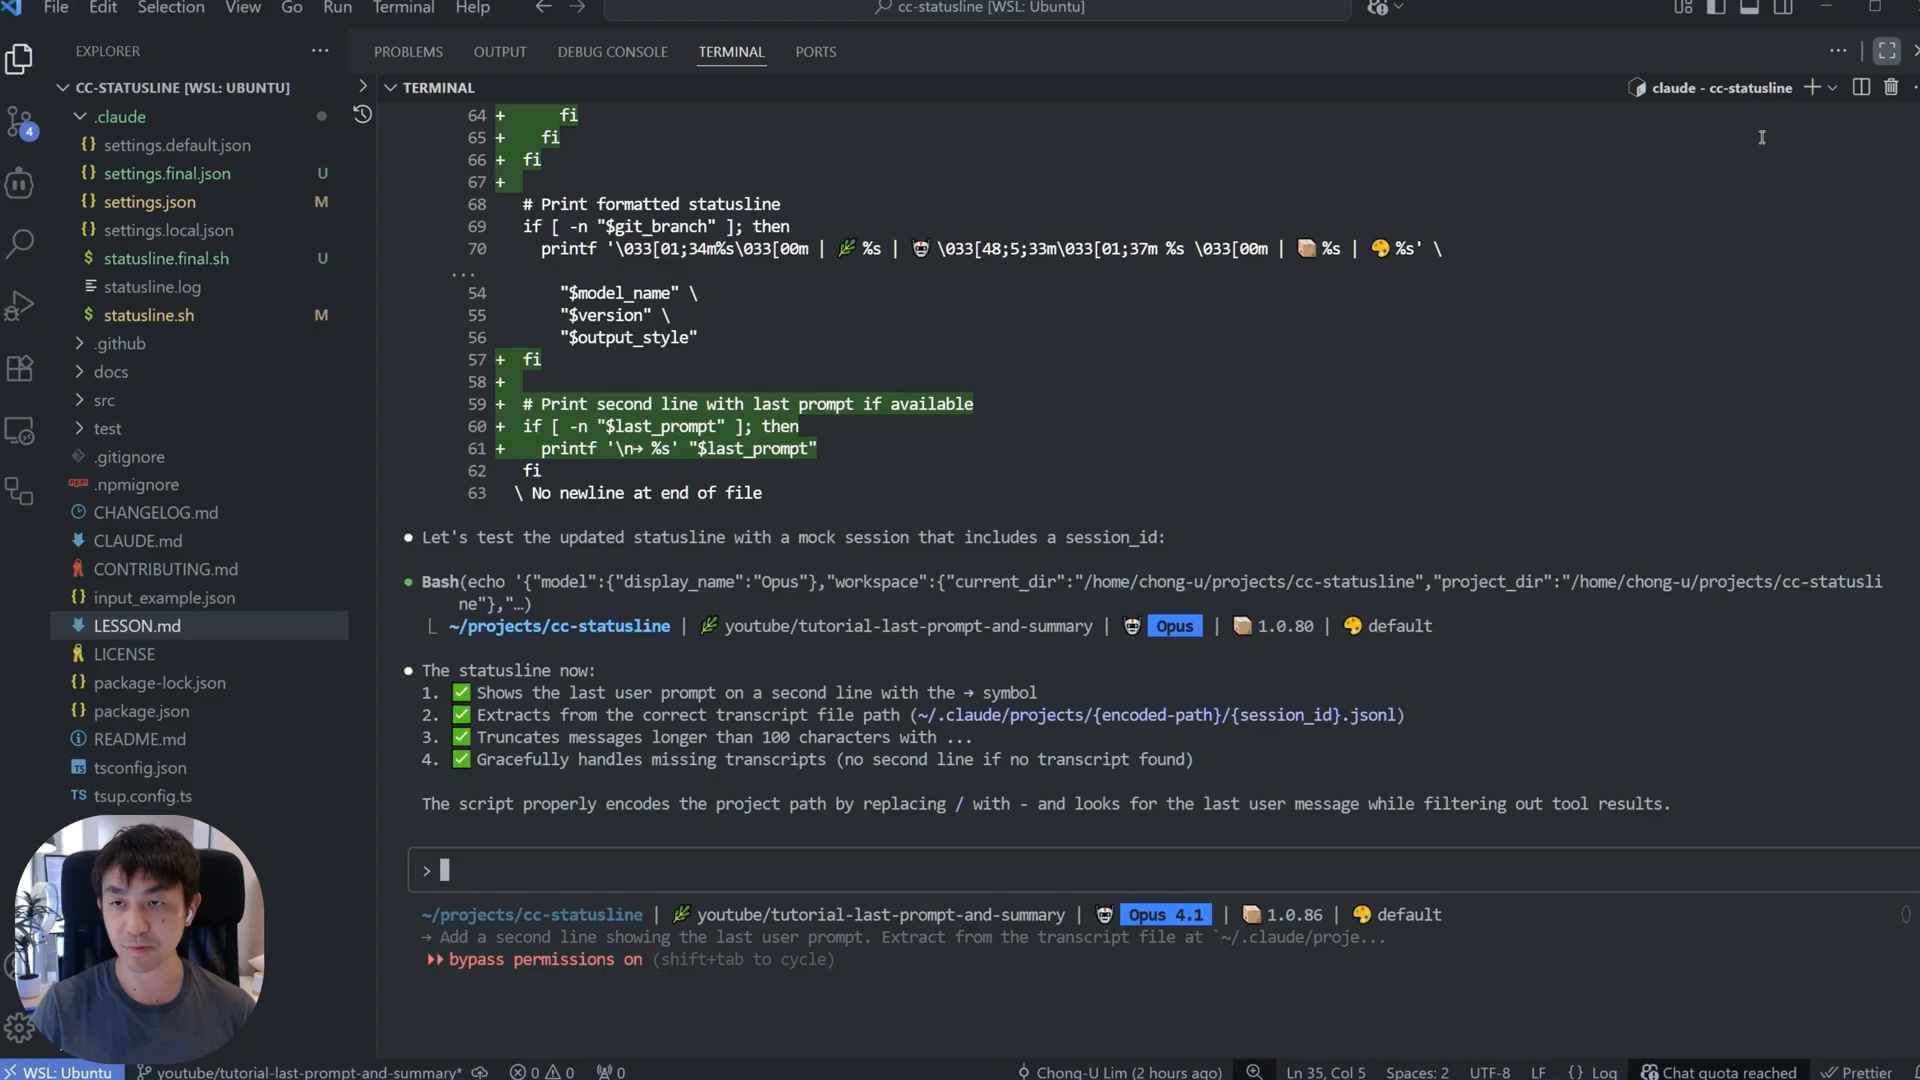 File Edit Selection View Go Run Terminal Help
cc-statusline [WSL: Ubuntu]
EXPLORER
PROBLEMS OUTPUT DEBUG CONSOLE TERMINAL PORTS
CC-STATUSLINE [WSL: UBUNTU]
.claude
settings.default.json
settings.final.json U
settings.json M
settings.local.json
statusline.final.sh U
statusline.log
statusline.sh M
.github
docs
src
test
.gitignore
.npmignore
CHANGELOG.md
CLAUDE.md
CONTRIBUTING.md
input_example.json
LESSON.md
LICENSE
package-lock.json
package.json
README.md
tsconfig.json
tsup.config.ts
4
TERMINAL
claude - cc-statusline
64 + fi
65 + fi
66 + fi
67 +
68 # Print formatted statusline
69 if [ -n "$git_branch" ]; then
70 printf '\033[01;34m%s\033[00m | 🌿 %s | 🤖 \033[48;5;33m\033[01;37m %s \033[00m | 📦 %s | 🎨 %s' \
...
54 "$model_name" \
55 "$version" \
56 "$output_style"
57 + fi
58 +
59 + # Print second line with last prompt if available
60 + if [ -n "$last_prompt" ]; then
61 + printf '\n→ %s' "$last_prompt"
62 fi
63 \ No newline at end of file
● Let's test the updated statusline with a mock session that includes a session_id:
● Bash(echo '{"model":{"display_name":"Opus"},"workspace":{"current_dir":"/home/chong-u/projects/cc-statusline","project_dir":"/home/chong-u/projects/cc-statusli
ne"},"…)
⎿ ~/projects/cc-statusline | 🌿 youtube/tutorial-last-prompt-and-summary | 🤖 Opus | 📦 1.0.80 | 🎨 default
● The statusline now:
1. ✅ Shows the last user prompt on a second line with the → symbol
2. ✅ Extracts from the correct transcript file path (~/.claude/projects/{encoded-path}/{session_id}.jsonl)
3. ✅ Truncates messages longer than 100 characters with ...
4. ✅ Gracefully handles missing transcripts (no second line if no transcript found)
The script properly encodes the project path by replacing / with - and looks for the last user message while filtering out tool results.
>
~/projects/cc-statusline | 🌿 youtube/tutorial-last-prompt-and-summary | 🤖 Opus 4.1 | 📦 1.0.86 | 🎨 default
→ Add a second line showing the last user prompt. Extract from the transcript file at `~/.claude/proje...
⏵⏵ bypass permissions on (shift+tab to cycle)
WSL: Ubuntu youtube/tutorial-last-prompt-and-summary* 0 0 0 Chong-U Lim (2 hours ago) Ln 35, Col 5 Spaces: 2 UTF-8 LF {} Log Chat quota reached Prettier